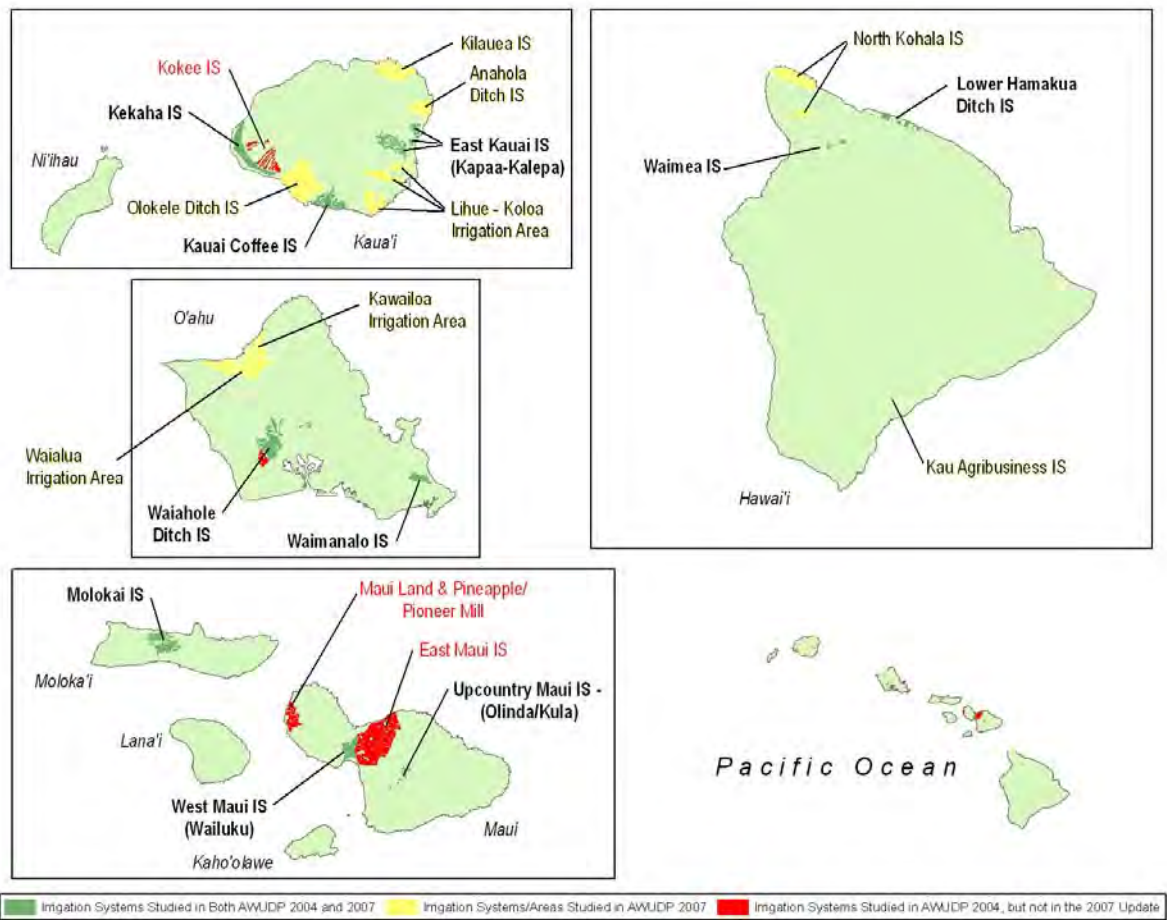 Kilauea IS
Kokee IS
Anahola
Ditch IS
Kekaha IS
East Kauai IS
(Kapaa-Kalepa)
Ni'ihau
Olokele Ditch IS
Lihue - Koloa
Irrigation Area
Kauai Coffee IS
Kaua'i
North Kohala IS
Lower Hamakua
Ditch IS
Waimea IS
Kau Agribusiness IS
Hawai'i
Kawailoa
Irrigation Area
O'ahu
Waialua
Irrigation Area
Waiahole
Ditch IS
Waimanalo IS
Molokai IS
Maui Land & Pineapple/
Pioneer Mill
East Maui IS
Moloka'i
Upcountry Maui IS -
(Olinda/Kula)
Lana'i
West Maui IS
(Wailuku)
Maui
Kaho'olawe
Pacific Ocean
Irrigation Systems Studied in Both AWUDP 2004 and 2007
Irrigation Systems/Areas Studied in AWUDP 2007
Irrigation Systems Studied in AWUDP 2004, but not in the 2007 Update